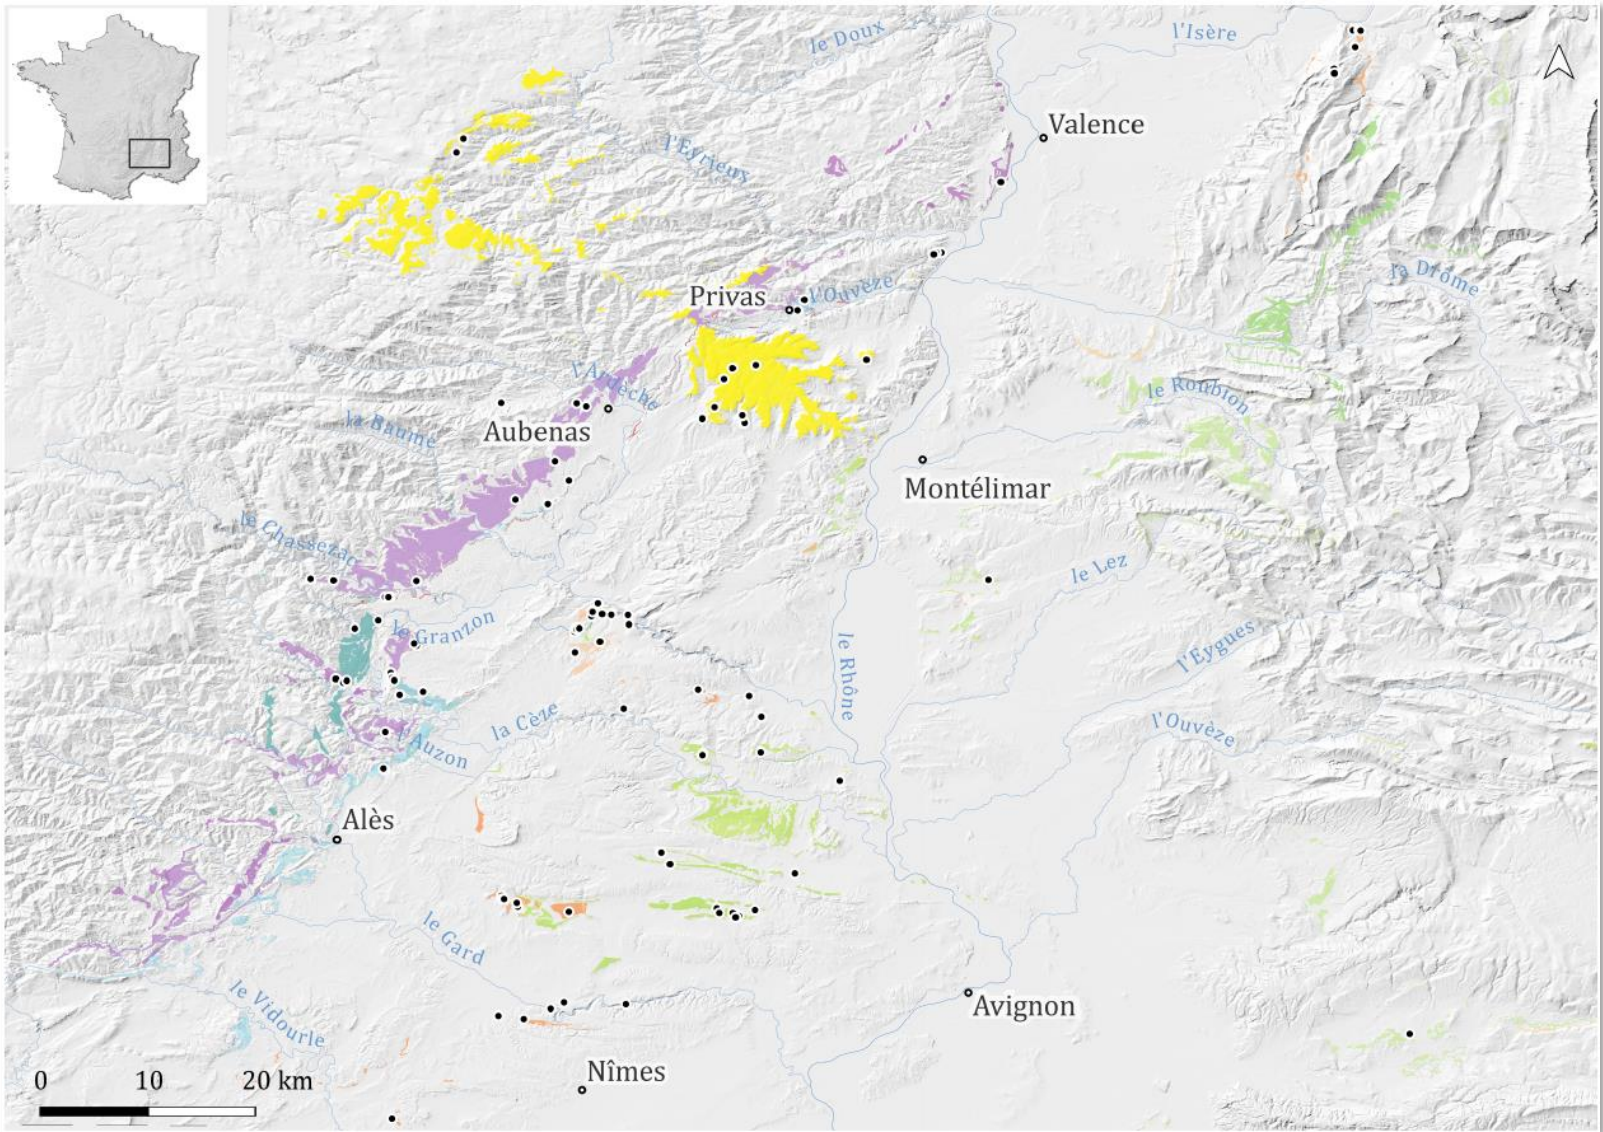 le Doux
l'Isère
Valence
l'Eyrieux
la Drôme
Privas
l'Ouvèze
l'Ardèche
le Roubion
la Baume
Aubenas
Montélimar
le Chassezac
le Lez
le Granzon
l'Eygues
le Rhône
la Cèze
l'Ouvèze
l'Auzon
Alès
le Gard
le Vidourle
Avignon
Nîmes
0 10 20 km